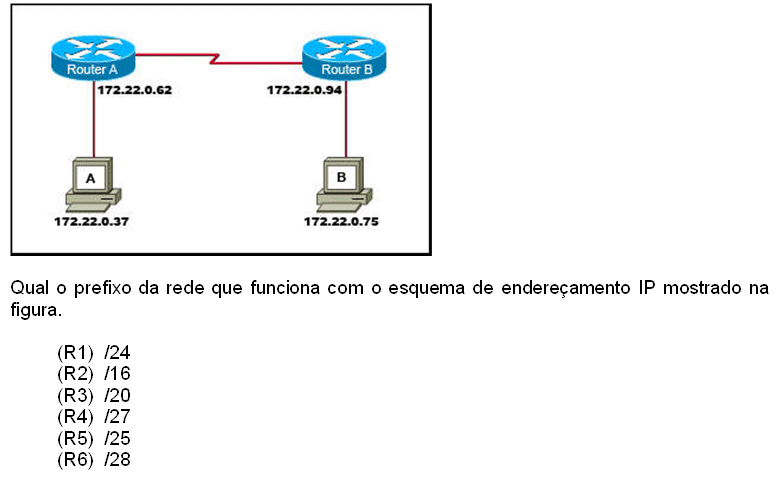 Router A
Router B
172.22.0.62
172.22.0.94
A
B
172.22.0.37
172.22.0.75
Qual o prefixo da rede que funciona com o esquema de endereçamento IP mostrado na
figura.
(R1) /24
(R2) /16
(R3) /20
(R4) /27
(R5) /25
(R6) /28